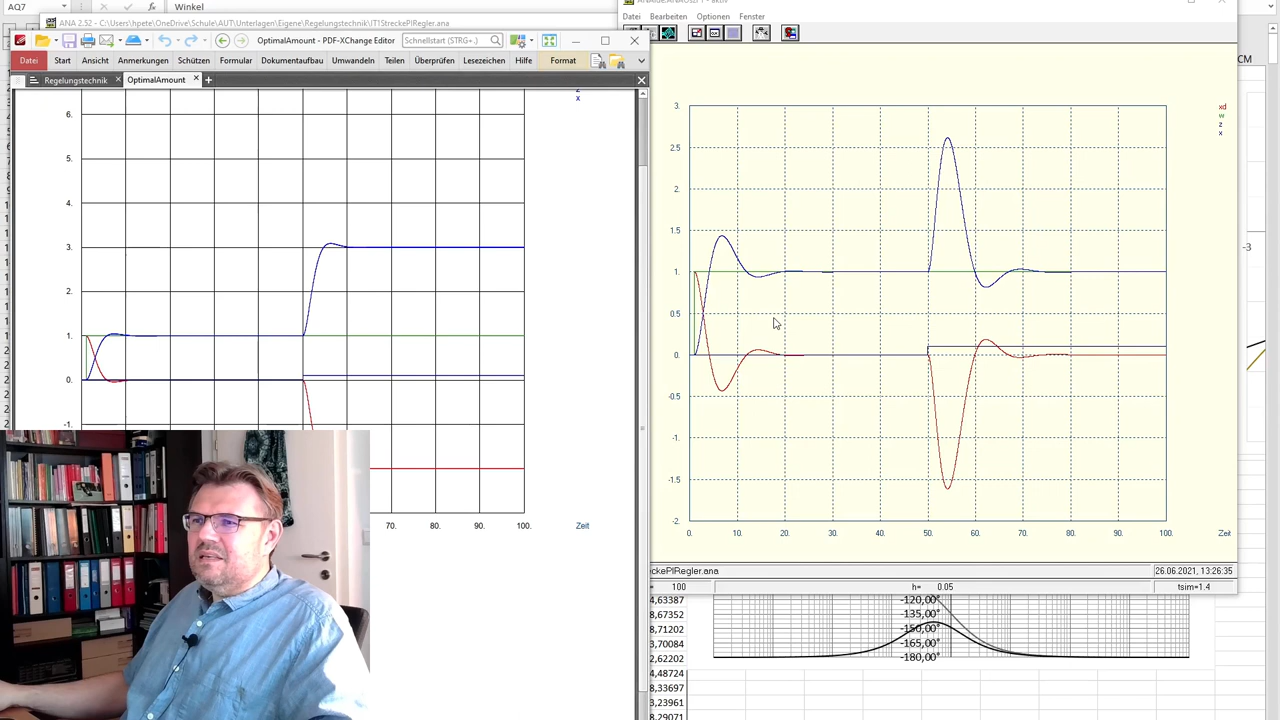 AQ7
fx
Winkel
ANA 2.52 - C:\Users\hpete\OneDrive\Schule\AUT\Unterlagen\Eigene\Regelungstechnik\IT1StreckePIRegler.ana
OptimalAmount - PDF-XChange Editor
Schnellstart (STRG+.)
Datei
Start
Ansicht
Anmerkungen
Schützen
Formular
Dokumentaufbau
Umwandeln
Teilen
Überprüfen
Lesezeichen
Hilfe
Format
Regelungstechnik
OptimalAmount
x
6.
5.
4.
3.
2.
1.
0.
-1.
70.
80.
90.
100.
Zeit
Datei
Bearbeiten
Optionen
Fenster
xd
w
z
x
3.
2.5
2.
1.5
1.
0.5
0.
-0.5
-1.
-1.5
-2.
0.
10.
20.
30.
40.
50.
60.
70.
80.
90.
100.
Zeit
eckePIRegler.ana
26.06.2021, 13:26:35
= 100
h= 0.05
tsim=1.4
CM
-3
4,63387
8,67352
8,71202
6,70084
2,62202
4,48724
8,33697
3,23961
8,29071
-120,00°
-135,00°
-150,00°
-165,00°
-180,00°